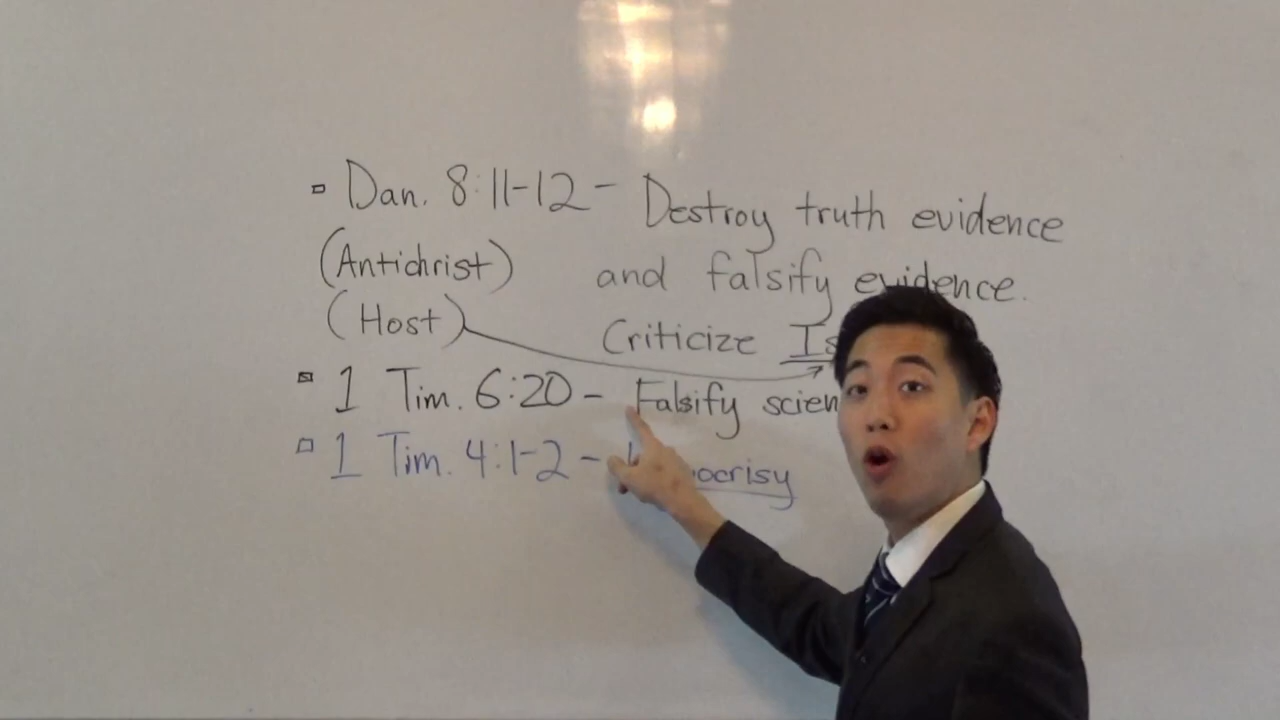 Dan. 8:11-12 - Destroy truth evidence
(Antichrist) and falsify evidence.
(Host) Criticize
1 Tim. 6:20 - Falsify
1 Tim. 4:1-2 -